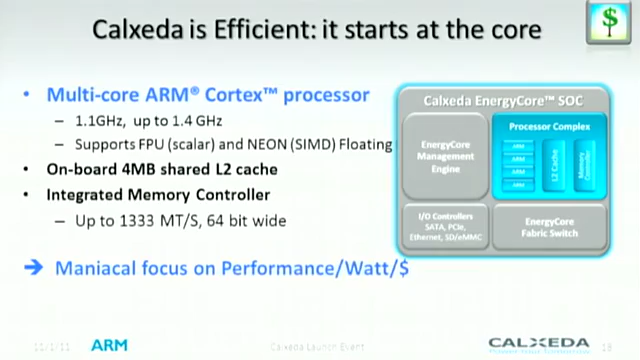 Calxeda is Efficient: it starts at the core
$
• Multi-core ARM® Cortex™ processor
– 1.1GHz, up to 1.4 GHz
– Supports FPU (scalar) and NEON (SIMD) Floating
• On-board 4MB shared L2 cache
• Integrated Memory Controller
– Up to 1333 MT/S, 64 bit wide
→ Maniacal focus on Performance/Watt/$
Calxeda EnergyCore™ SOC
EnergyCore
Management
Engine
Processor Complex
ARM
ARM
ARM
ARM
L2 Cache
Memory
Controller
I/O Controllers
SATA, PCIe,
Ethernet, SD/eMMC
EnergyCore
Fabric Switch
11/1/11
ARM
Calxeda Launch Event
CALXEDA
18